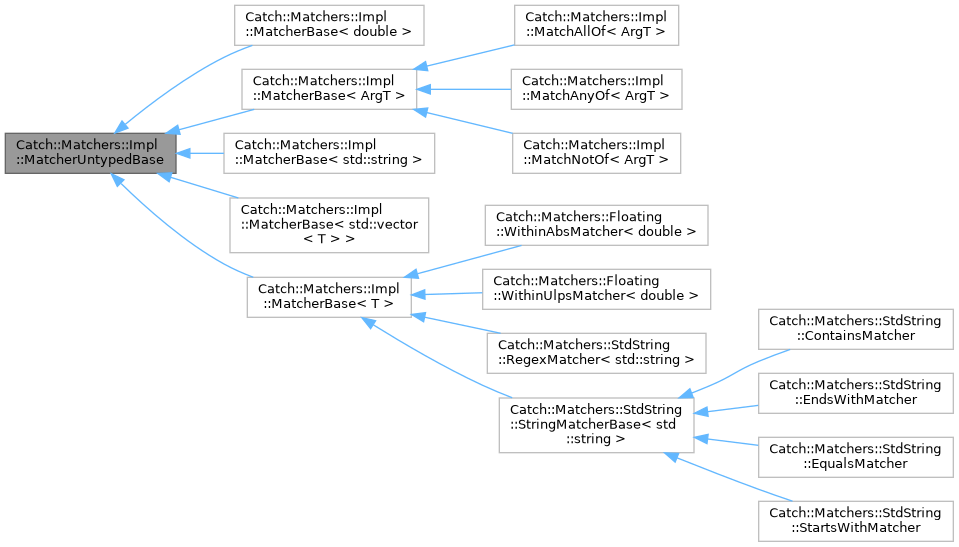 Catch::Matchers::Impl
::MatcherUntypedBase
Catch::Matchers::Impl
::MatcherBase< double >
Catch::Matchers::Impl
::MatcherBase< ArgT >
Catch::Matchers::Impl
::MatcherBase< std::string >
Catch::Matchers::Impl
::MatcherBase< std::vector
< T > >
Catch::Matchers::Impl
::MatcherBase< T >
Catch::Matchers::Impl
::MatchAllOf< ArgT >
Catch::Matchers::Impl
::MatchAnyOf< ArgT >
Catch::Matchers::Impl
::MatchNotOf< ArgT >
Catch::Matchers::Floating
::WithinAbsMatcher< double >
Catch::Matchers::Floating
::WithinUlpsMatcher< double >
Catch::Matchers::StdString
::RegexMatcher< std::string >
Catch::Matchers::StdString
::StringMatcherBase< std
::string >
Catch::Matchers::StdString
::ContainsMatcher
Catch::Matchers::StdString
::EndsWithMatcher
Catch::Matchers::StdString
::EqualsMatcher
Catch::Matchers::StdString
::StartsWithMatcher